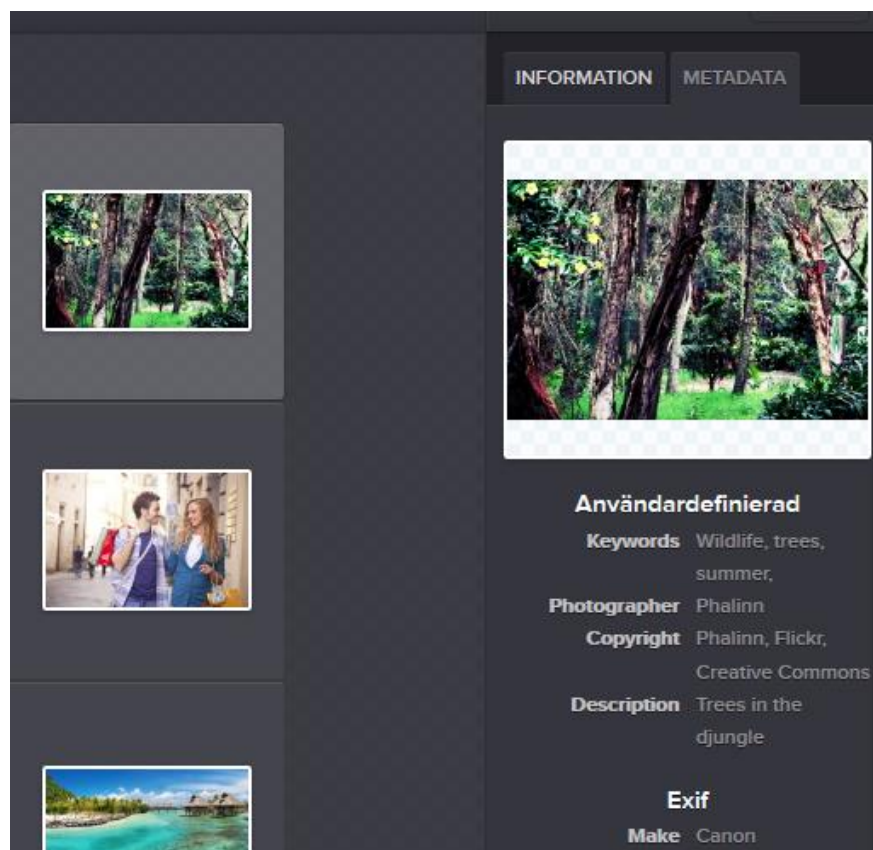 INFORMATION METADATA
Användardefinierad
Keywords Wildlife, trees,
summer,
Photographer Phalinn
Copyright Phalinn, Flickr,
Creative Commons
Description Trees in the
djungle
Exif
Make Canon